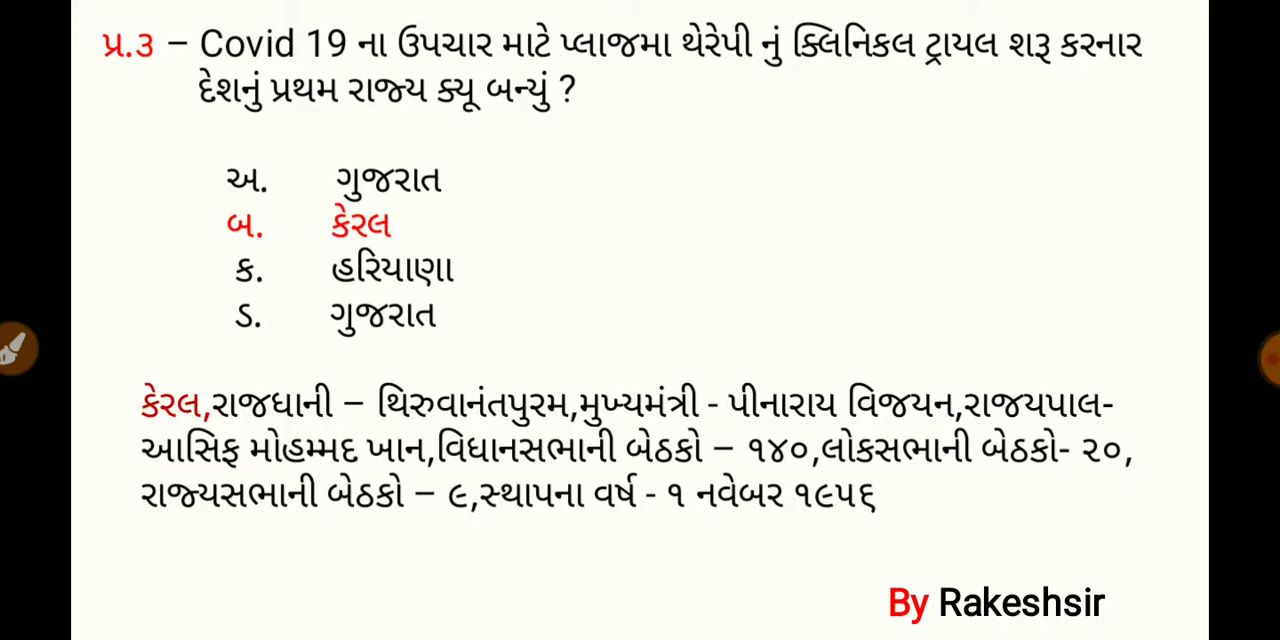 પ્ર.૩ – Covid 19 ના ઉપચાર માટે પ્લાજમા થેરેપી નું ક્લિનિકલ ટ્રાયલ શરૂ કરનાર
દેશનું પ્રથમ રાજ્ય ક્યૂ બન્યું ?
અ. ગુજરાત
બ. કેરલ
ક. હરિયાણા
ડ. ગુજરાત
કેરલ,રાજધાની – થિરુવાનંતપુરમ,મુખ્યમંત્રી - પીનારાય વિજયન,રાજયપાલ-
આસિફ મોહમ્મદ ખાન,વિધાનસભાની બેઠકો – ૧૪૦,લોકસભાની બેઠકો- ૨૦,
રાજ્યસભાની બેઠકો – ૯,સ્થાપના વર્ષ - ૧ નવેબર ૧૯૫૬
By Rakeshsir